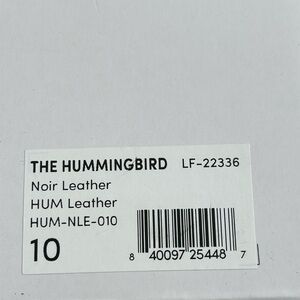 THE HUMMINGBIRD LF-22336
Noir Leather
HUM Leather
HUM-NLE-010
10
8 40097 25448 7